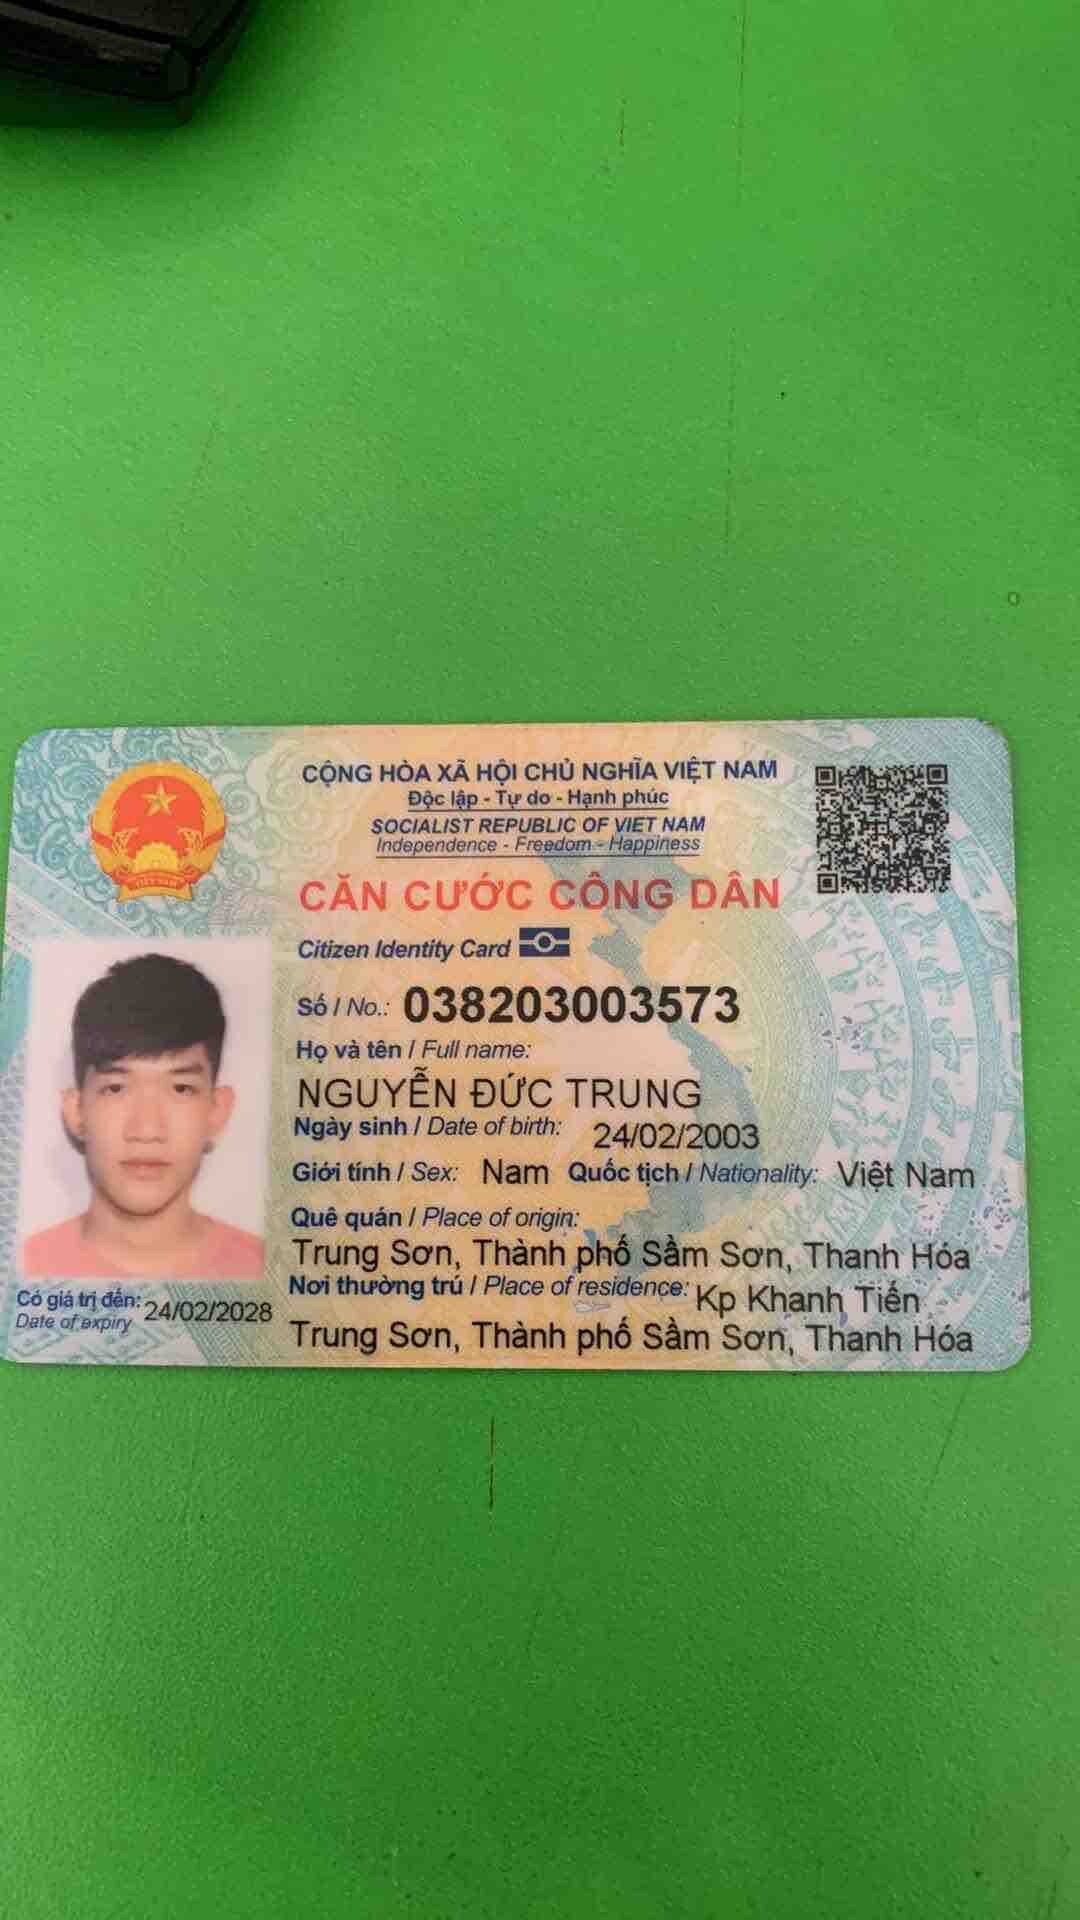 CỘNG HÒA XÃ HỘI CHỦ NGHĨA VIỆT NAM
Độc lập - Tự do - Hạnh phúc
SOCIALIST REPUBLIC OF VIET NAM
Independence - Freedom - Happiness
CĂN CƯỚC CÔNG DÂN
Citizen Identity Card
Số / No.: 038203003573
Họ và tên / Full name:
NGUYỄN ĐỨC TRUNG
Ngày sinh / Date of birth: 24/02/2003
Giới tính / Sex: Nam Quốc tịch / Nationality: Việt Nam
Quê quán / Place of origin:
Trung Sơn, Thành phố Sầm Sơn, Thanh Hóa
Nơi thường trú / Place of residence: Kp Khanh Tiến
Trung Sơn, Thành phố Sầm Sơn, Thanh Hóa
Có giá trị đến: 24/02/2028
Date of expiry
VIỆT NAM